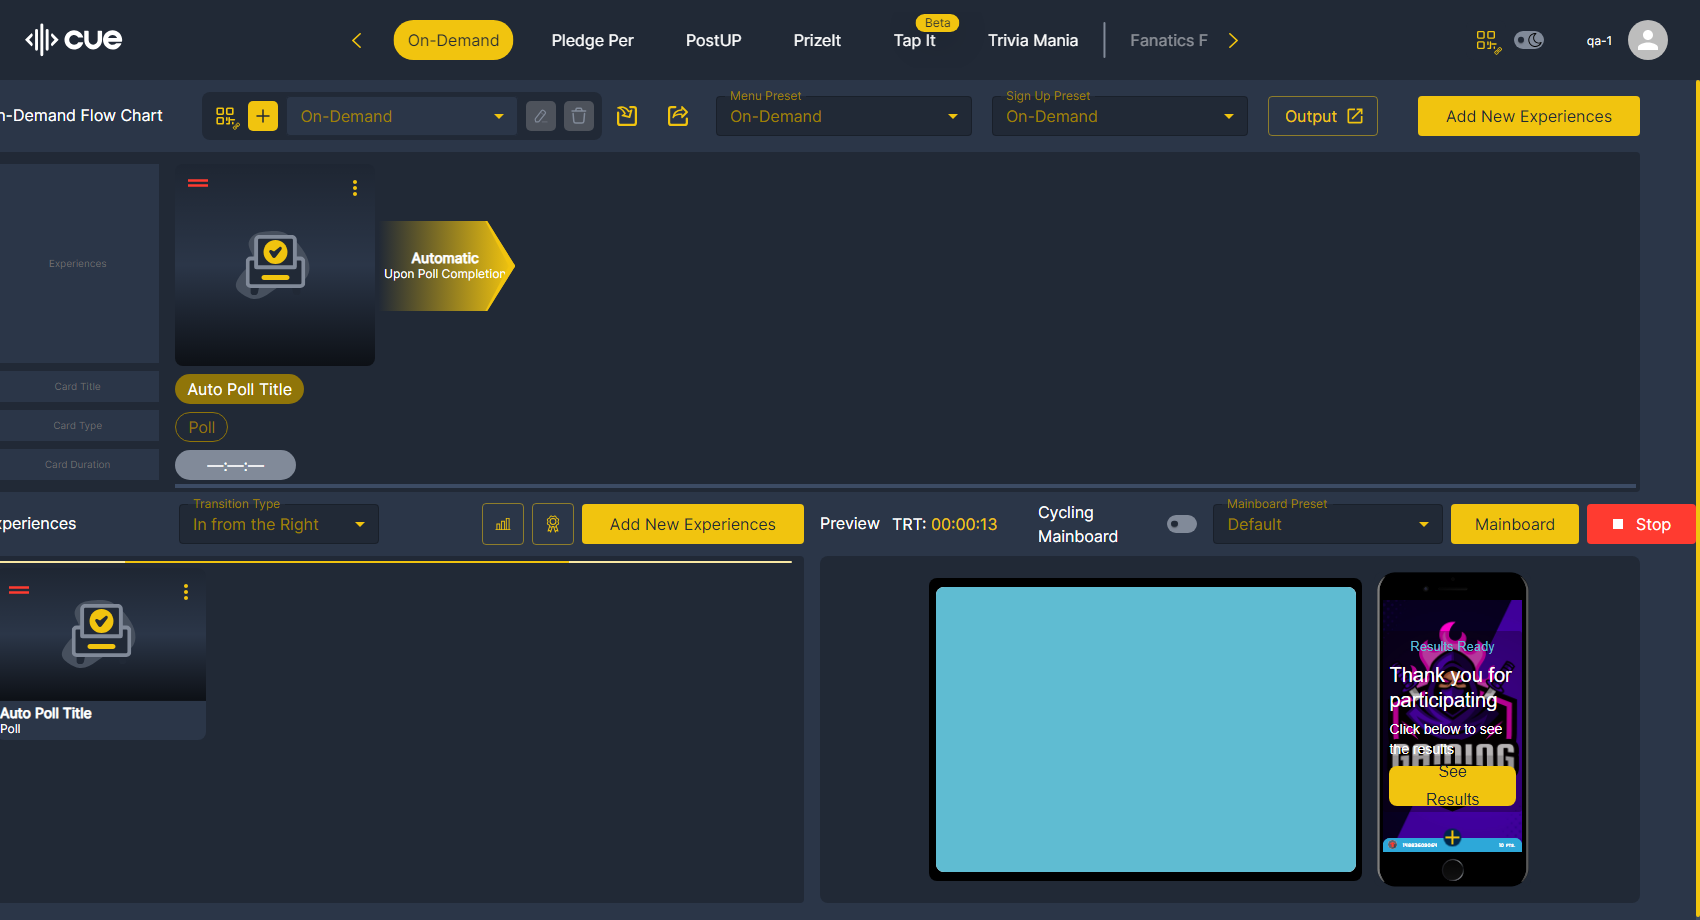 cue
On-Demand
Pledge Per
PostUP
PrizeIt
Beta
Tap It
Trivia Mania
Fanatics F
qa-1
n-Demand Flow Chart
On-Demand
Menu Preset
On-Demand
Sign Up Preset
On-Demand
Output
Add New Experiences
Experiences
Automatic
Upon Poll Completion
Card Title
Auto Poll Title
Card Type
Poll
Card Duration
—:—:—
xperiences
Transition Type
In from the Right
Add New Experiences
Preview
TRT: 00:00:13
Cycling
Mainboard
Mainboard Preset
Default
Mainboard
Stop
Auto Poll Title
Poll
Results Ready
Thank you for
participating
Click below to see
the results
GAMING
See
Results
10 PTS.